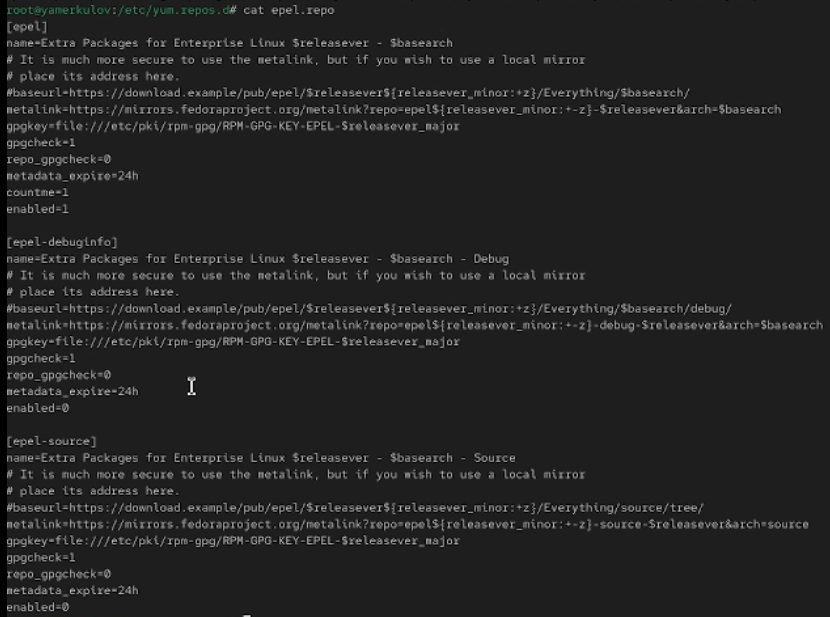 root@yamerkulov:/etc/yum.repos.d# cat epel.repo
[epel]
name=Extra Packages for Enterprise Linux $releasever - $basearch
# It is much more secure to use the metalink, but if you wish to use a local mirror
# place its address here.
#baseurl=https://download.example/pub/epel/$releasever${releasever_minor:+z}/Everything/$basearch/
metalink=https://mirrors.fedoraproject.org/metalink?repo=epel${releasever_minor:+-z}-$releasever&arch=$basearch
gpgkey=file:///etc/pki/rpm-gpg/RPM-GPG-KEY-EPEL-$releasever_major
gpgcheck=1
repo_gpgcheck=0
metadata_expire=24h
countme=1
enabled=1

[epel-debuginfo]
name=Extra Packages for Enterprise Linux $releasever - $basearch - Debug
# It is much more secure to use the metalink, but if you wish to use a local mirror
# place its address here.
#baseurl=https://download.example/pub/epel/$releasever${releasever_minor:+z}/Everything/$basearch/debug/
metalink=https://mirrors.fedoraproject.org/metalink?repo=epel${releasever_minor:+-z}-debug-$releasever&arch=$basearch
gpgkey=file:///etc/pki/rpm-gpg/RPM-GPG-KEY-EPEL-$releasever_major
gpgcheck=1
repo_gpgcheck=0
metadata_expire=24h
enabled=0

[epel-source]
name=Extra Packages for Enterprise Linux $releasever - $basearch - Source
# It is much more secure to use the metalink, but if you wish to use a local mirror
# place its address here.
#baseurl=https://download.example/pub/epel/$releasever${releasever_minor:+z}/Everything/source/tree/
metalink=https://mirrors.fedoraproject.org/metalink?repo=epel${releasever_minor:+-z}-source-$releasever&arch=source
gpgkey=file:///etc/pki/rpm-gpg/RPM-GPG-KEY-EPEL-$releasever_major
gpgcheck=1
repo_gpgcheck=0
metadata_expire=24h
enabled=0